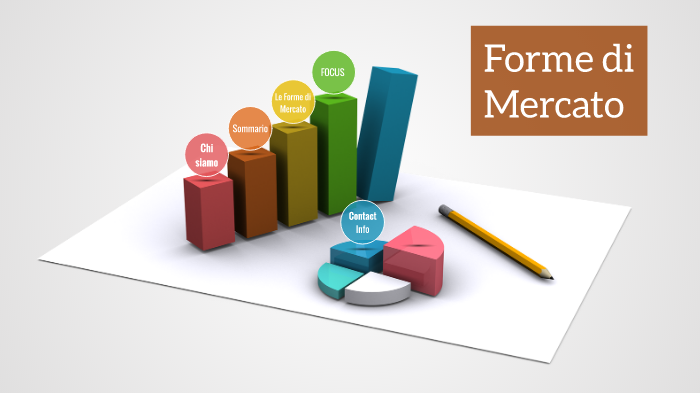 Forme di
Mercato
FOCUS
Le Forme di
Mercato
Sommario
Chi
siamo
Contact
Info